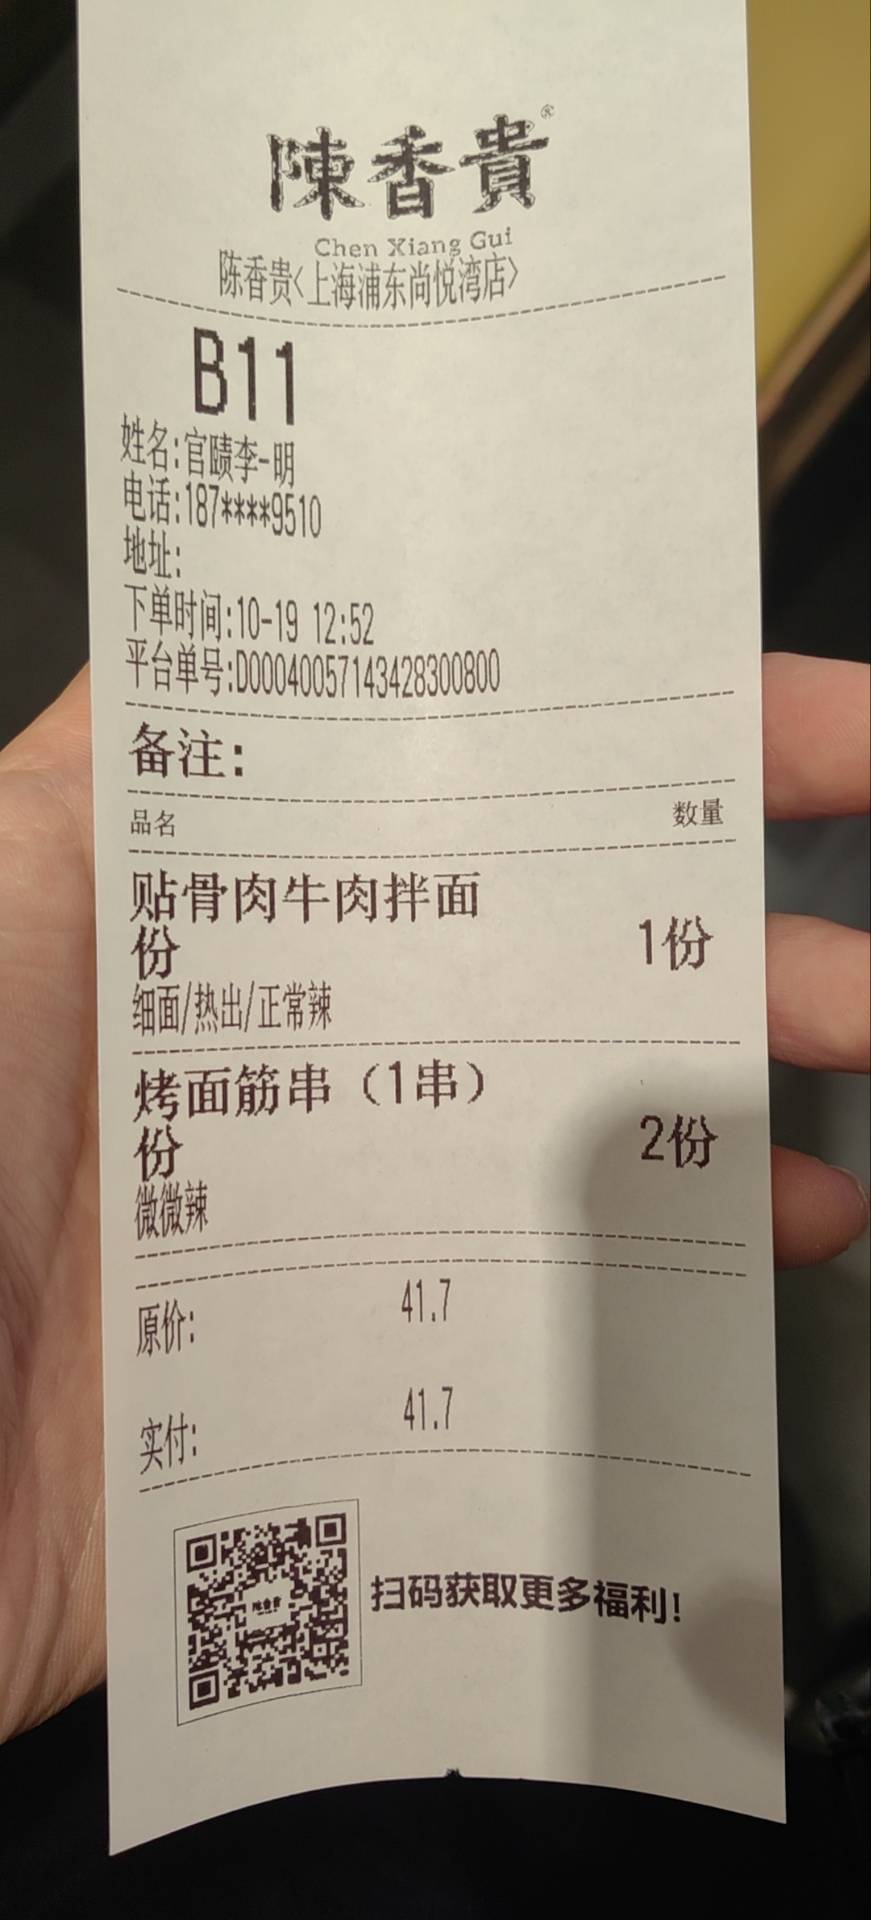 陳香貴®
Chen Xiang Gui
陈香贵<上海浦东尚悦湾店>
B11
姓名:官赜李-明
电话:187****9510
地址:
下单时间:10-19 12:52
平台单号:D00040057143428300800
备注:
品名 数量
贴骨肉牛肉拌面
份 1份
细面/热出/正常辣
烤面筋串（1串）
份 2份
微微辣
原价: 41.7
实付: 41.7
陳香貴
扫码获取更多福利!